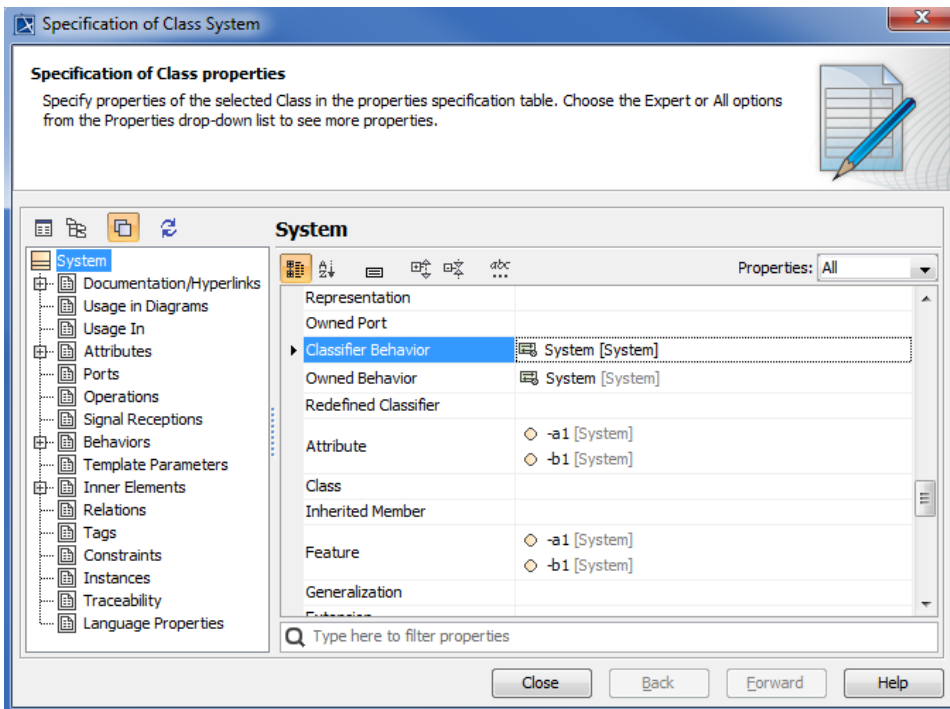 Specification of Class System
x
Specification of Class properties
Specify properties of the selected Class in the properties specification table. Choose the Expert or All options
from the Properties drop-down list to see more properties.
System
System
Documentation/Hyperlinks
Usage in Diagrams
Usage In
Attributes
Ports
Operations
Signal Receptions
Behaviors
Template Parameters
Inner Elements
Relations
Tags
Constraints
Instances
Traceability
Language Properties
abc
Properties: All
Representation
Owned Port
Classifier Behavior System [System]
Owned Behavior System [System]
Redefined Classifier
Attribute
-a1 [System]
-b1 [System]
Class
Inherited Member
Feature
-a1 [System]
-b1 [System]
Generalization
Extension
Type here to filter properties
Close Back Forward Help